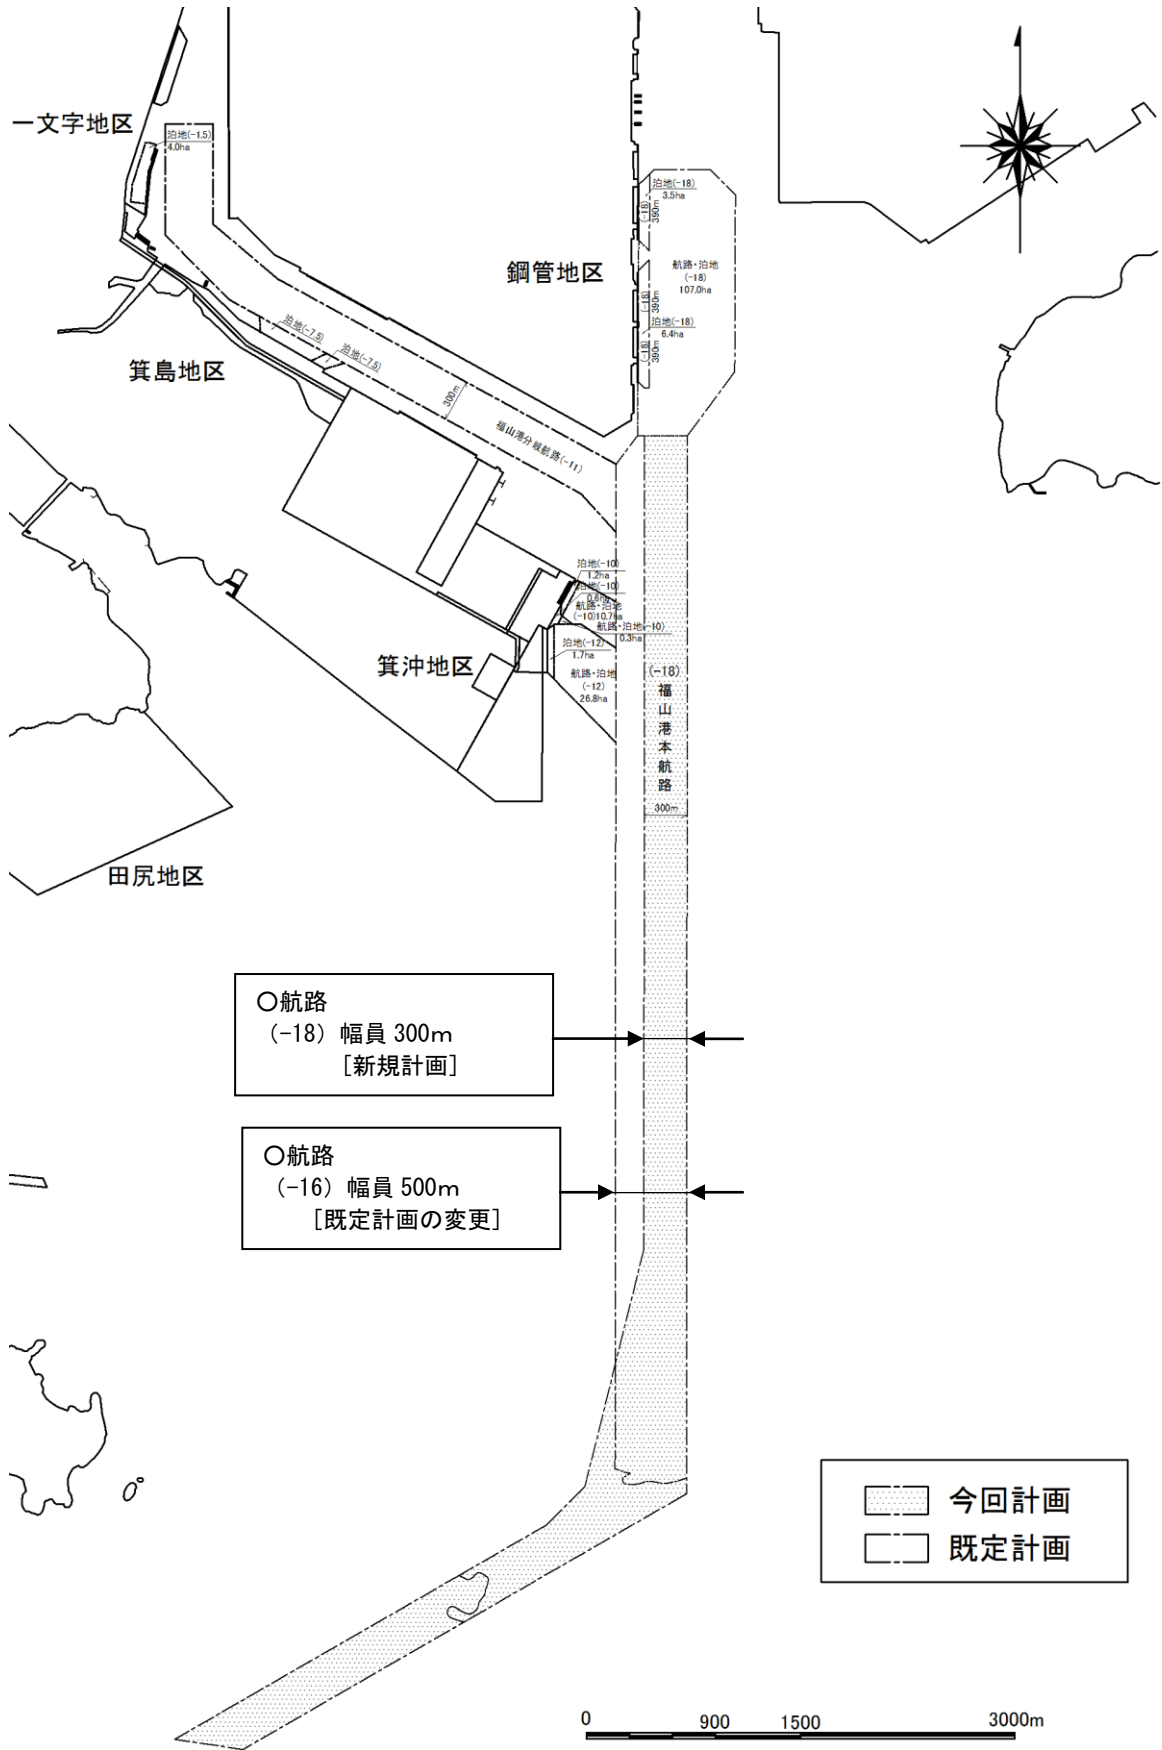 一文字地区
泊地(-1.5)
4.0ha
鋼管地区
泊地(-18)
3.5ha
(-18)
390m
航路・泊地
(-18)
107.0ha
(-18)
390m
泊地(-18)
6.4ha
(-18)
390m
箕島地区
泊地(-7.5)
泊地(-7.5)
300m
福山港分岐航路(-11)
泊地(-10)
1.2ha
泊地(-10)
0.6ha
航路・泊地
(-10)10.7ha
航路・泊地(-10)
0.3ha
泊地(-12)
1.7ha
航路・泊地
(-12)
26.8ha
箕沖地区
(-18)
福山港本航路
300m
田尻地区
○航路
(-18) 幅員 300m
[新規計画]
○航路
(-16) 幅員 500m
[既定計画の変更]
今回計画
既定計画
0 900 1500 3000m